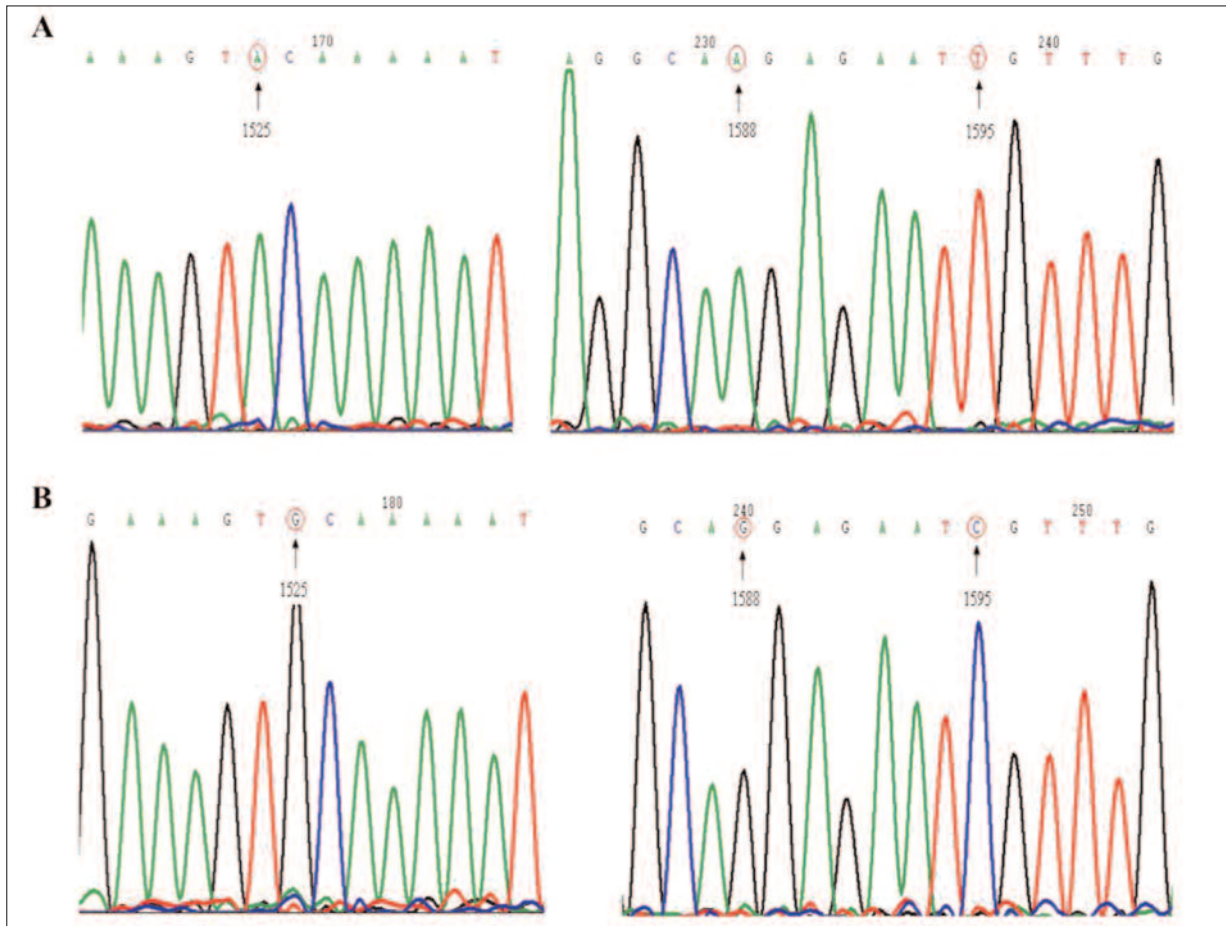 A
170
A A A G T A C A A A A A T
1525
230 240
A G G C A A G A G A A T T G T T T G
1588 1595
B
180
G A A A G T G C A A A A A T
1525
240 250
G C A G G A G A A T C G T T T G
1588 1595